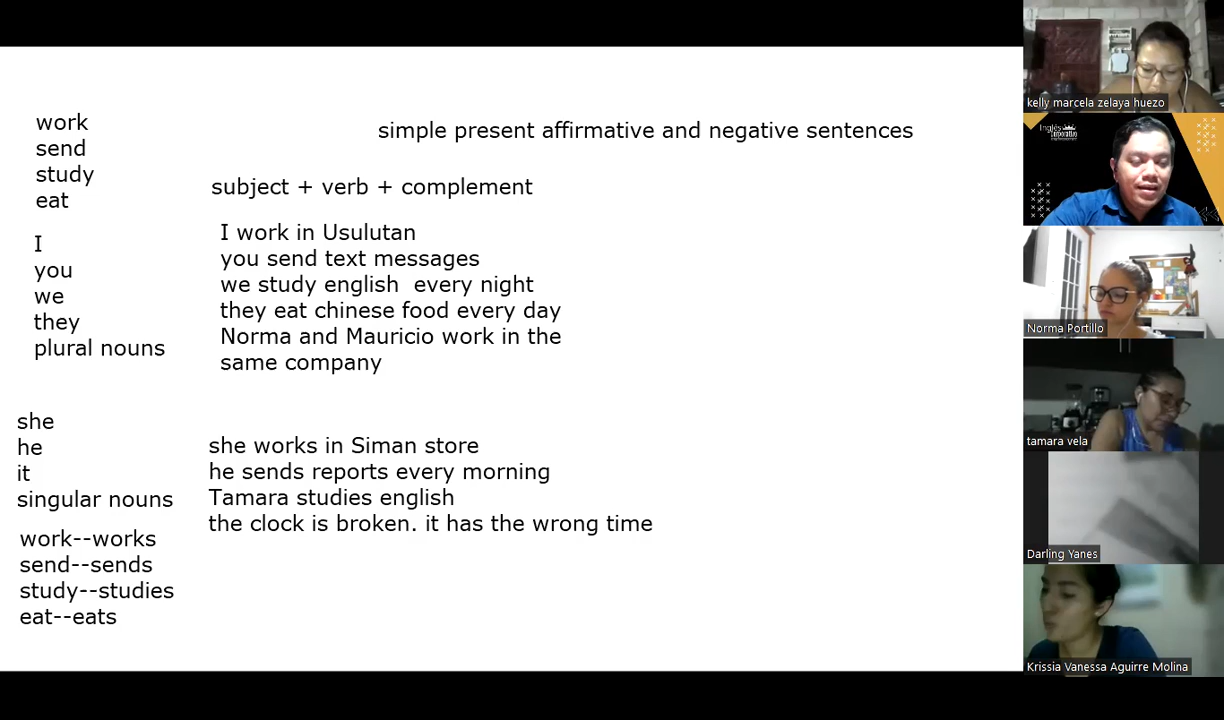 simple present affirmative and negative sentences
work
send
study
eat
subject + verb + complement
I
you
we
they
plural nouns
I work in Usulutan
you send text messages
we study english  every night
they eat chinese food every day
Norma and Mauricio work in the
same company
she
he
it
singular nouns
she works in Siman store
he sends reports every morning
Tamara studies english
the clock is broken. it has the wrong time
work--works
send--sends
study--studies
eat--eats
kelly marcela zelaya huezo
Inglés
Norma Portillo
tamara vela
Darling Yanes
Krissia Vanessa Aguirre Molina